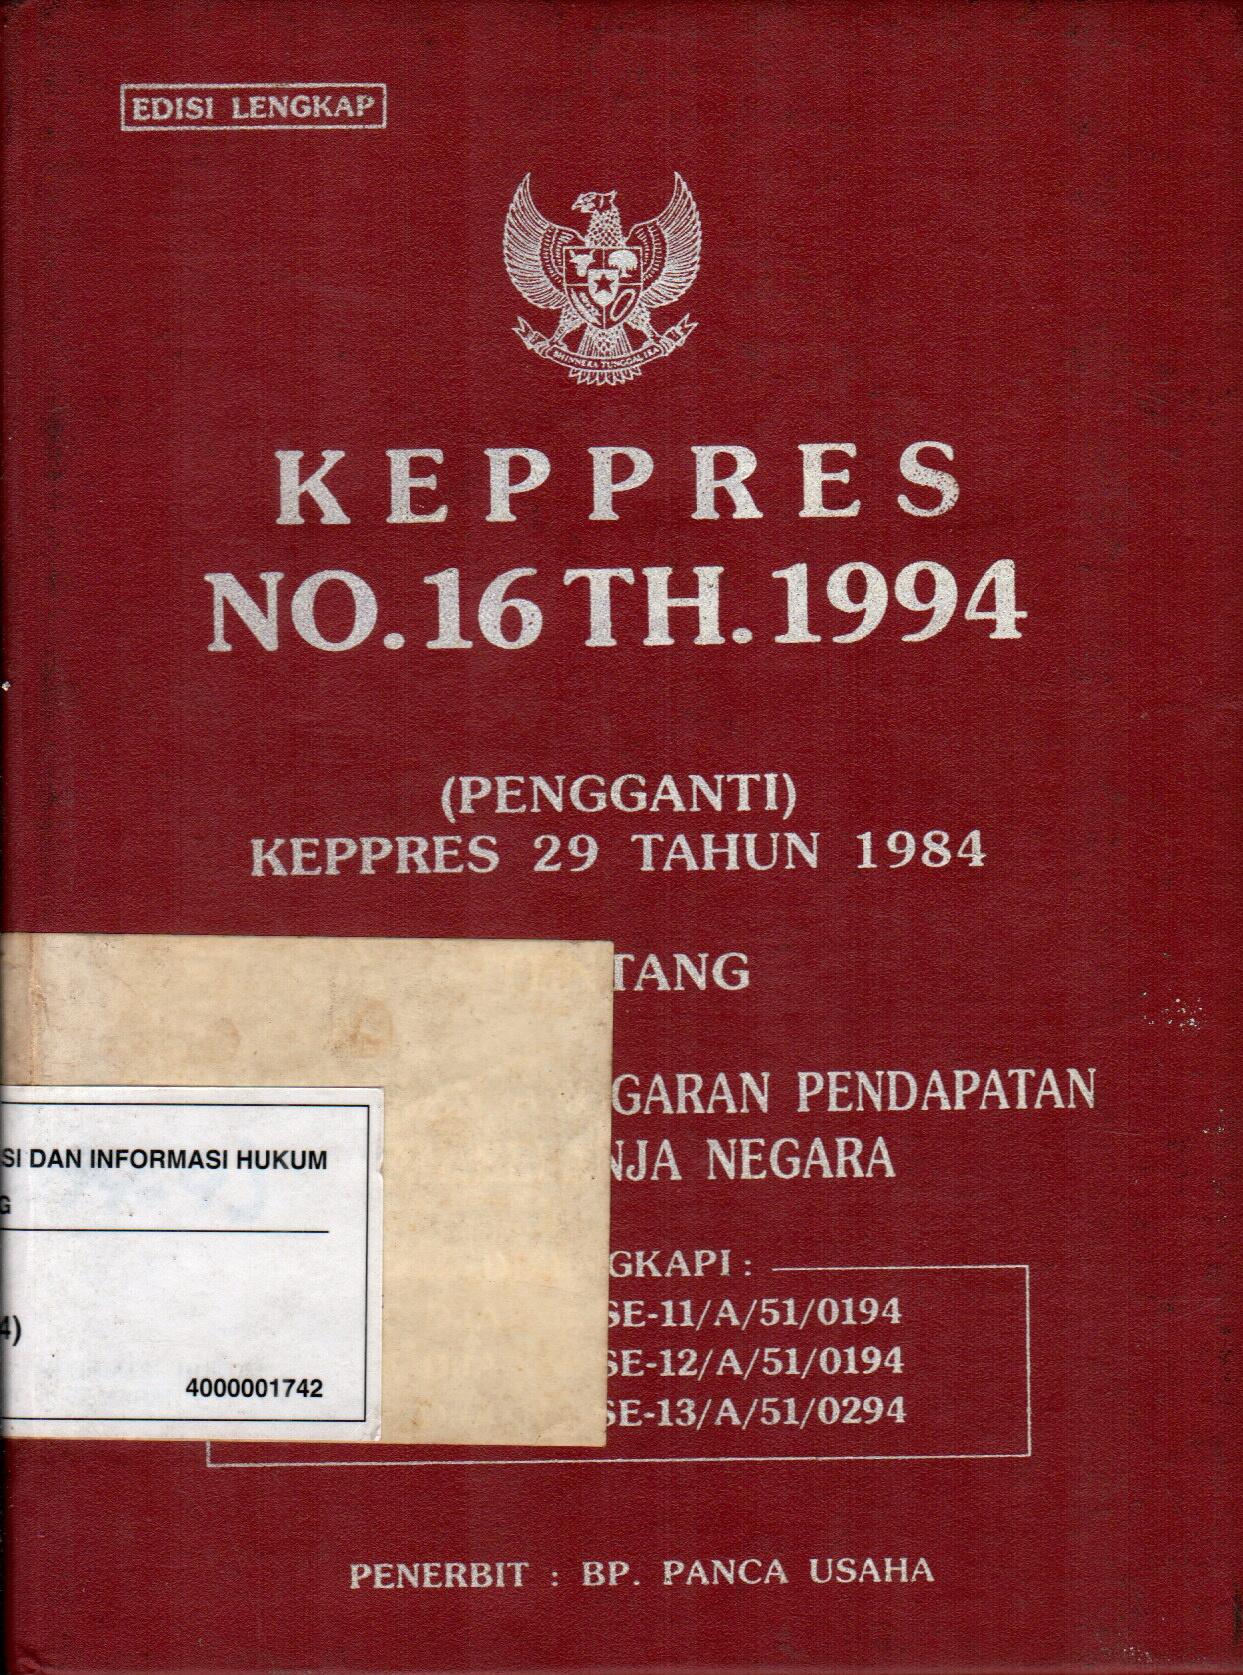 EDISI LENGKAP
BHINNEKA TUNGGAL IKA
KEPPRES
NO.16 TH.1994
(PENGGANTI)
KEPPRES 29 TAHUN 1984
TANG
GARAN PENDAPATAN
NJA NEGARA
GKAPI :
SE-11/A/51/0194
SE-12/A/51/0194
SE-13/A/51/0294
SI DAN INFORMASI HUKUM
G
4)
4000001742
PENERBIT : BP. PANCA USAHA